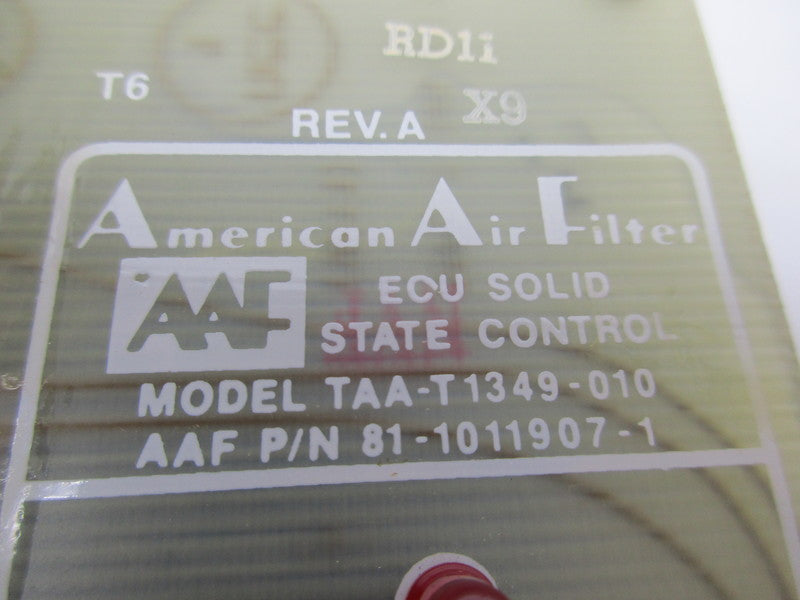 RD1i
T6
X9
REV. A
American Air Filter
AAF
ECU SOLID
STATE CONTROL
MODEL TAA-T1349-010
AAF P/N 81-1011907-1